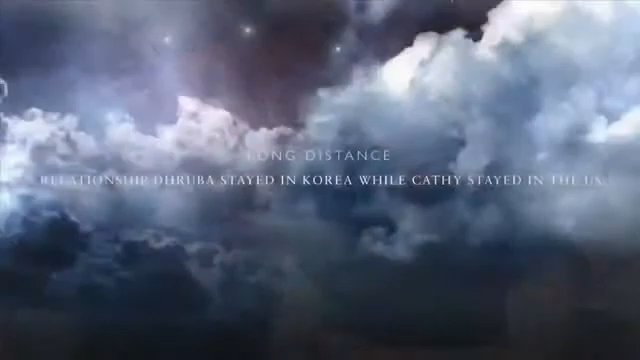 LONG DISTANCE
RELATIONSHIP DHRUBA STAYED IN KOREA WHILE CATHY STAYED IN THE